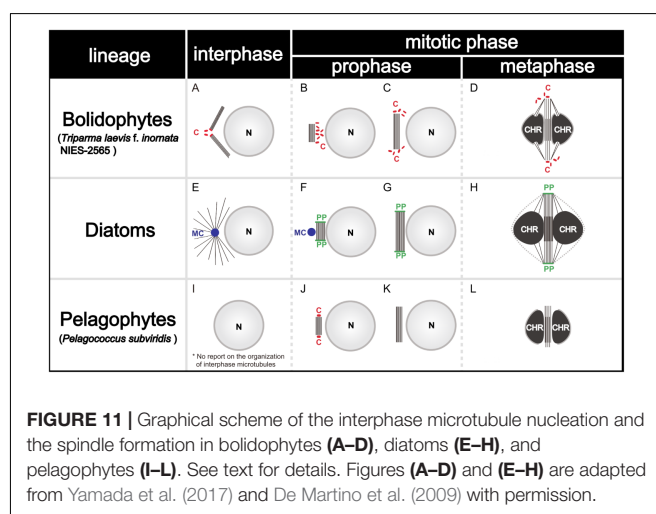 lineage
interphase
mitotic phase
prophase
metaphase
Bolidophytes
(Triparma laevis f. inornata
NIES-2565 )
A
C
N
B
C
C
N
C
C
C
N
D
C
CHR
CHR
C
Diatoms
E
MC
N
F
PP
MC
PP
N
G
PP
PP
N
H
PP
CHR
CHR
PP
Pelagophytes
(Pelagococcus subviridis )
I
N
* No report on the organization
of interphase microtubules
J
C
C
N
K
N
L
CHR
CHR
FIGURE 11 | Graphical scheme of the interphase microtubule nucleation and
the spindle formation in bolidophytes (A–D), diatoms (E–H), and
pelagophytes (I–L). See text for details. Figures (A–D) and (E–H) are adapted
from Yamada et al. (2017) and De Martino et al. (2009) with permission.